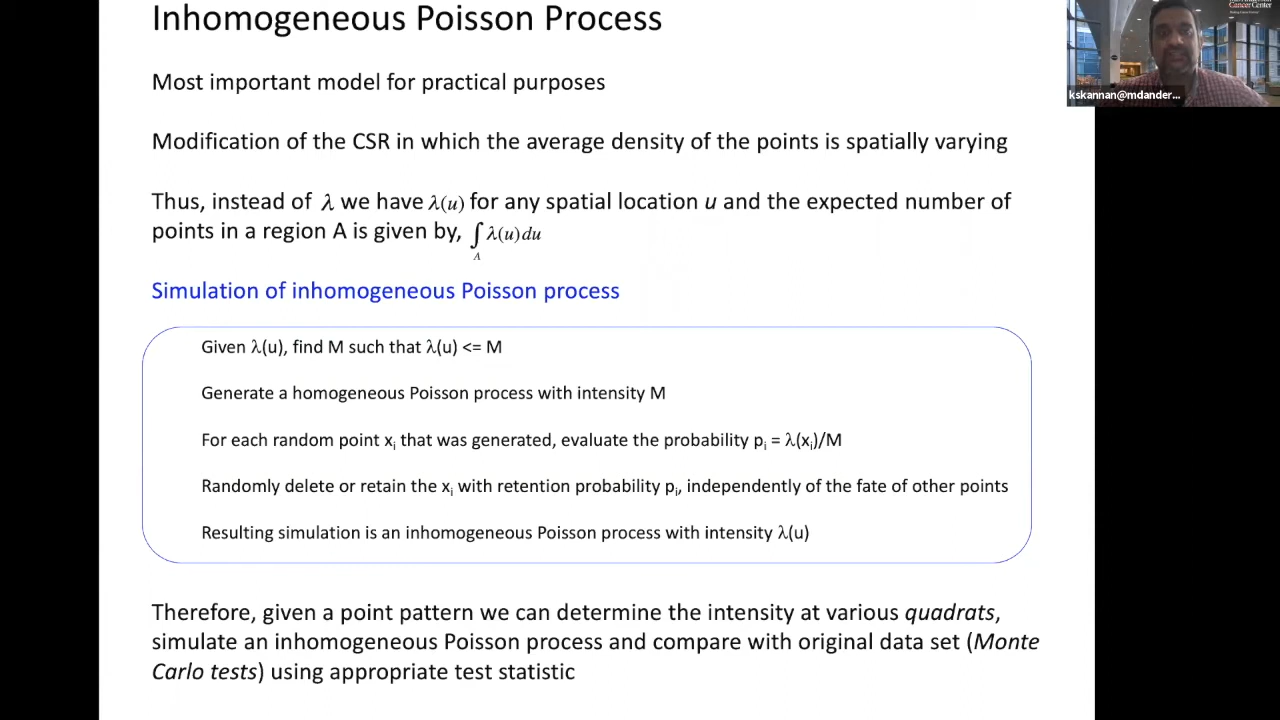 Inhomogeneous Poisson Process
Cancer Center
kskannan@mdander...
Most important model for practical purposes
Modification of the CSR in which the average density of the points is spatially varying
Thus, instead of λ we have λ(u) for any spatial location u and the expected number of
points in a region A is given by, ∫_A λ(u)du
Simulation of inhomogeneous Poisson process
Given λ(u), find M such that λ(u) <= M
Generate a homogeneous Poisson process with intensity M
For each random point xᵢ that was generated, evaluate the probability pᵢ = λ(xᵢ)/M
Randomly delete or retain the xᵢ with retention probability pᵢ, independently of the fate of other points
Resulting simulation is an inhomogeneous Poisson process with intensity λ(u)
Therefore, given a point pattern we can determine the intensity at various quadrats,
simulate an inhomogeneous Poisson process and compare with original data set (Monte
Carlo tests) using appropriate test statistic